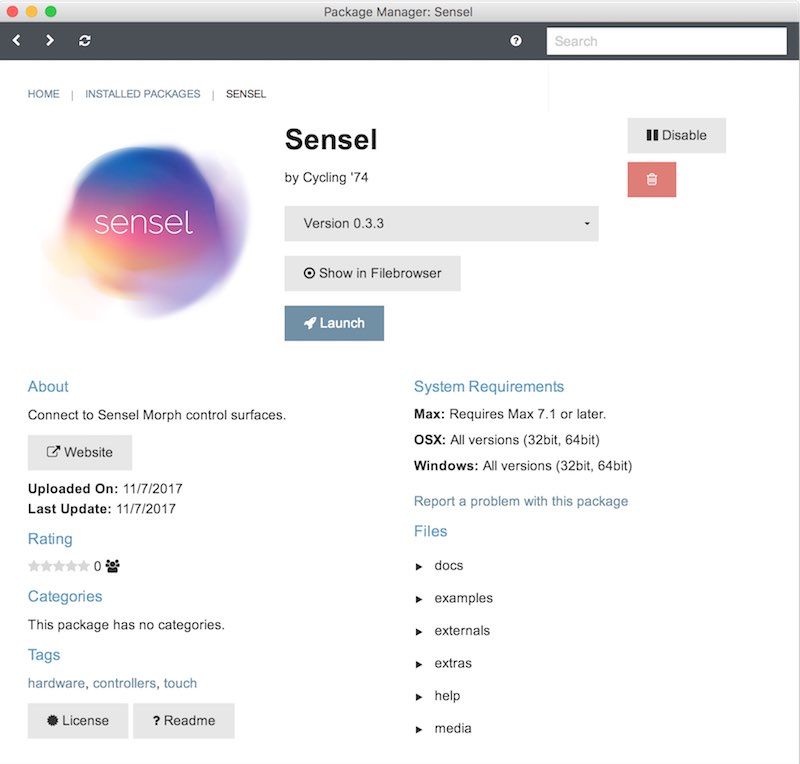 Package Manager: Sensel
Search
HOME | INSTALLED PACKAGES | SENSEL
sensel
Sensel
by Cycling '74
Version 0.3.3
Show in Filebrowser
Launch
Disable
About
Connect to Sensel Morph control surfaces.
Website
Uploaded On: 11/7/2017
Last Update: 11/7/2017
Rating
0
Categories
This package has no categories.
Tags
hardware, controllers, touch
License
? Readme
System Requirements
Max: Requires Max 7.1 or later.
OSX: All versions (32bit, 64bit)
Windows: All versions (32bit, 64bit)
Report a problem with this package
Files
docs
examples
externals
extras
help
media